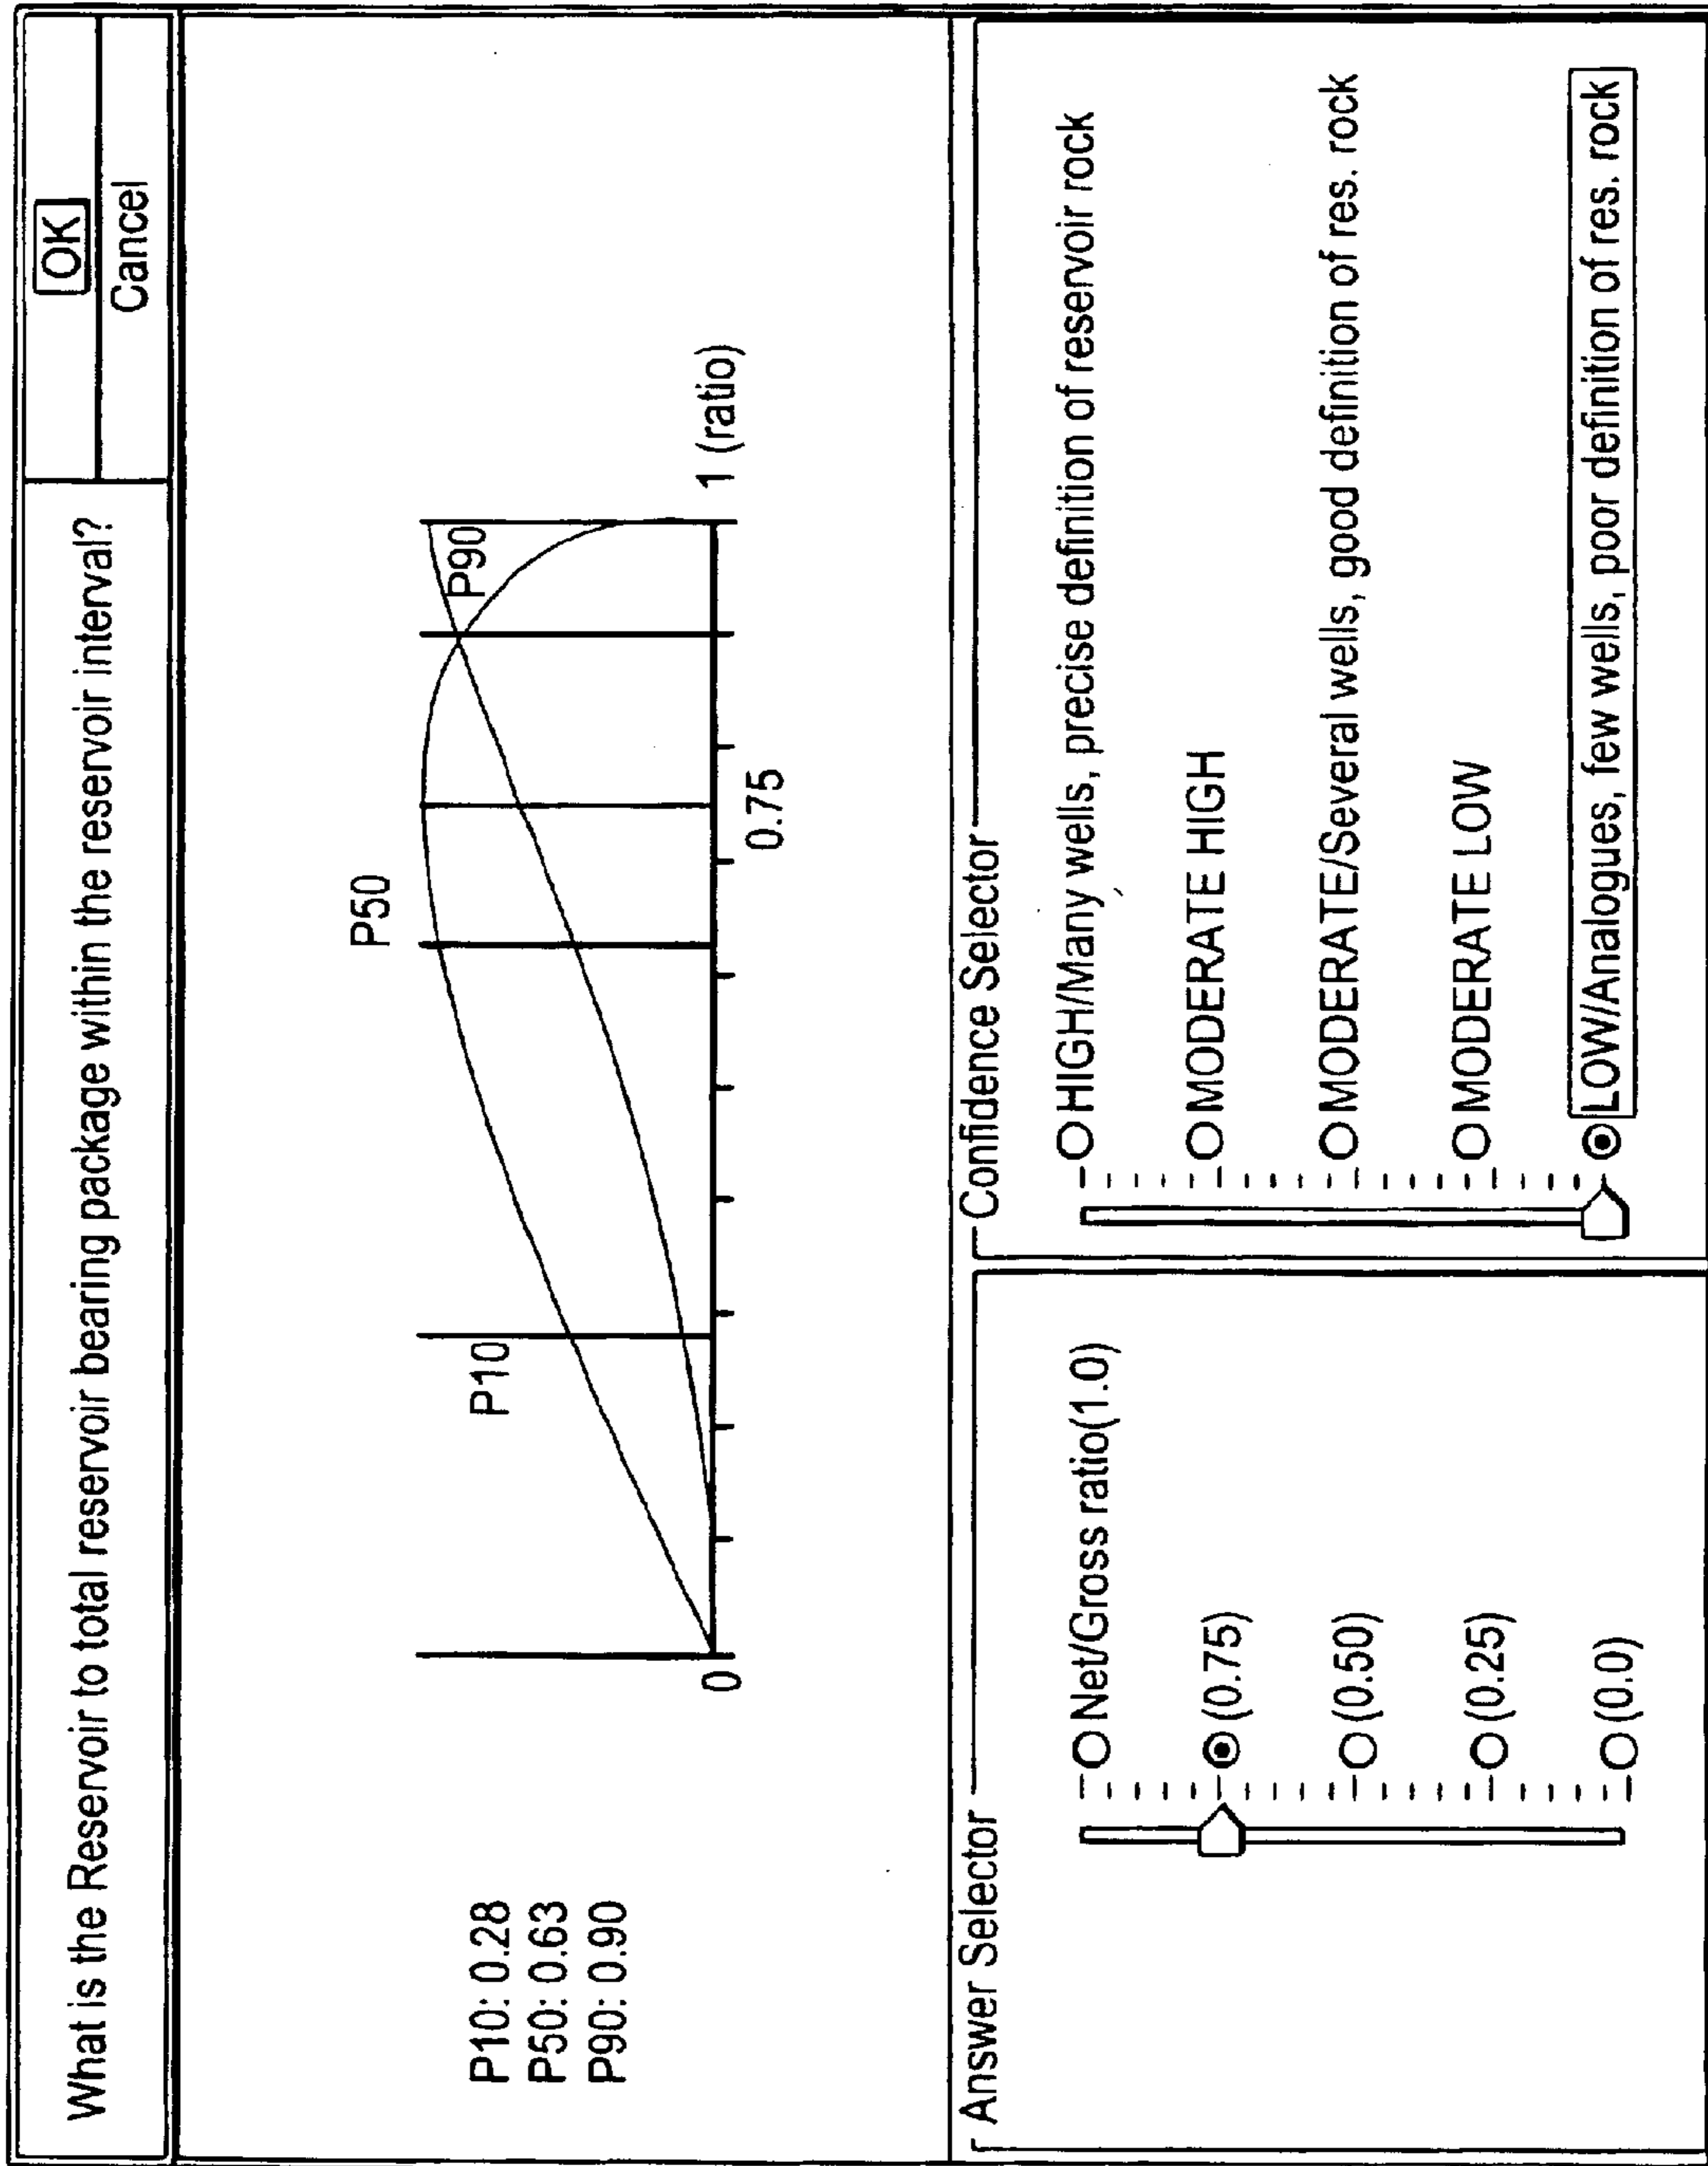 What is the Reservoir to total reservoir bearing package within the reservoir interval?
OK
Cancel
P10: 0.28
P50: 0.63
P90: 0.90
P10
P50
P90
0
0.75
1 (ratio)
Answer Selector
Net/Gross ratio(1.0)
(0.75)
(0.50)
(0.25)
(0.0)
Confidence Selector
HIGH/Many wells, precise definition of reservoir rock
MODERATE HIGH
MODERATE/Several wells, good definition of res. rock
MODERATE LOW
LOW/Analogues, few wells, poor definition of res. rock